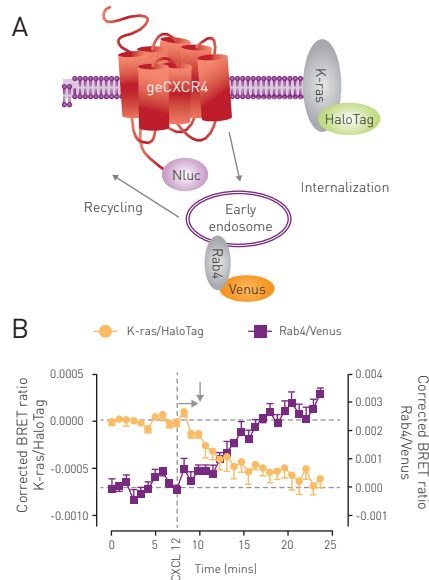 A
geCXCR4
K-ras
HaloTag
Nluc
Internalization
Recycling
Early
endosome
Rab4
Venus
B
K-ras/HaloTag
Rab4/Venus
Corrected BRET ratio
K-ras/HaloTag
0.0005
0.0000
-0.0005
-0.0010
0.004
0.003
0.002
0.001
0.000
-0.001
Corrected BRET ratio
Rab4/Venus
0
5
10
15
20
25
CXCL 12
Time (mins)